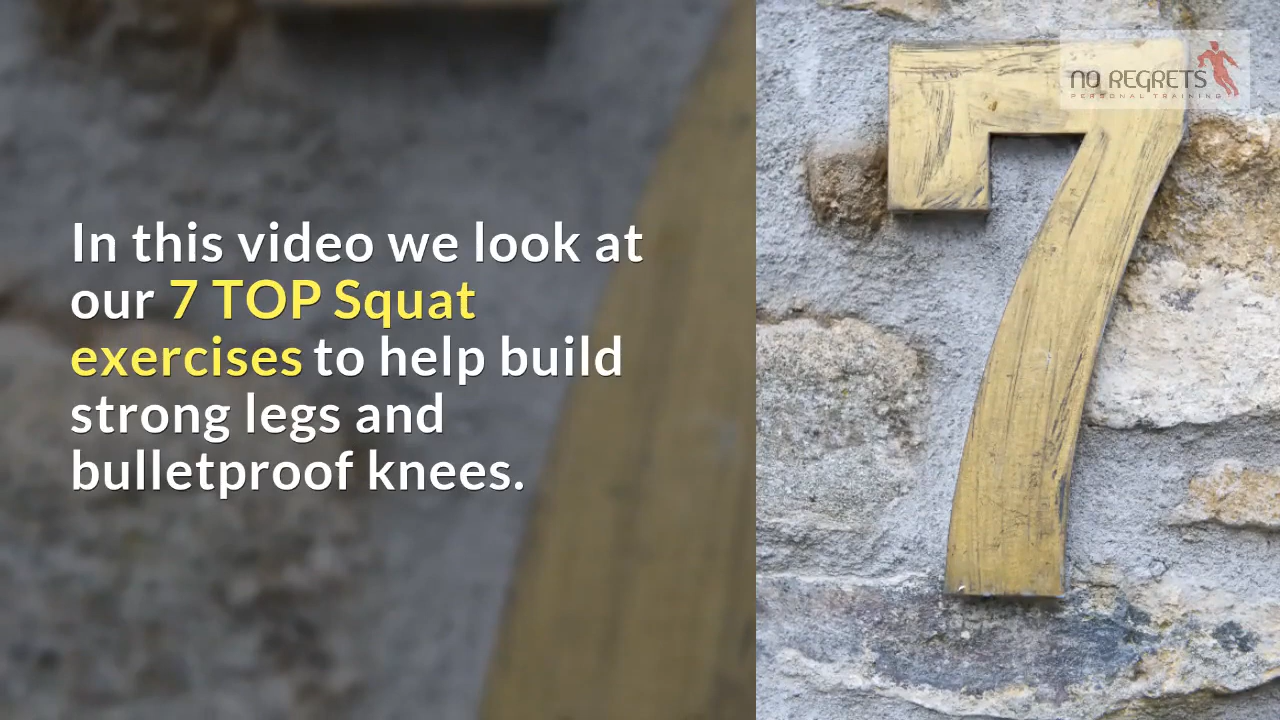 In this video we look at
our 7 TOP Squat
exercises to help build
strong legs and
bulletproof knees.
7
NO REGRETS
PERSONAL TRAINING